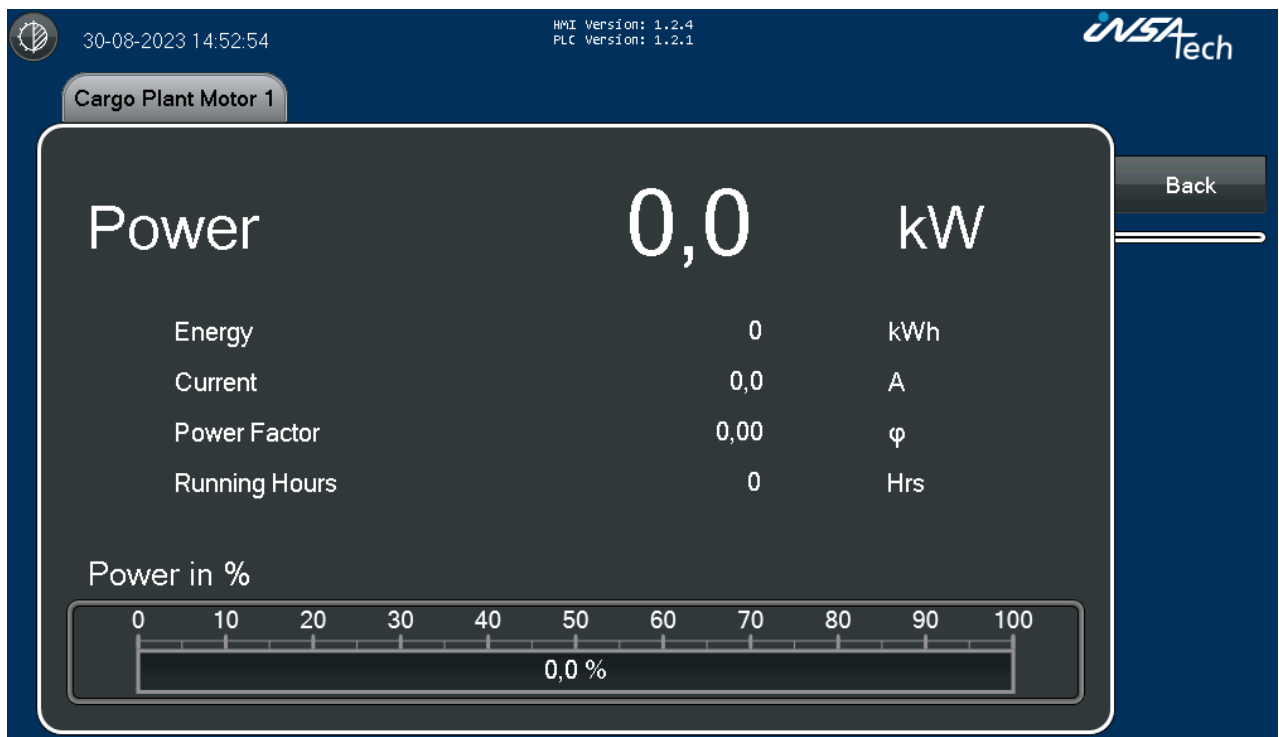 30-08-2023 14:52:54
HMI Version: 1.2.4
PLC Version: 1.2.1
iNSATech
Cargo Plant Motor 1
Back
Power 0,0 kW
Energy 0 kWh
Current 0,0 A
Power Factor 0,00 φ
Running Hours 0 Hrs
Power in %
0 10 20 30 40 50 60 70 80 90 100
0,0 %